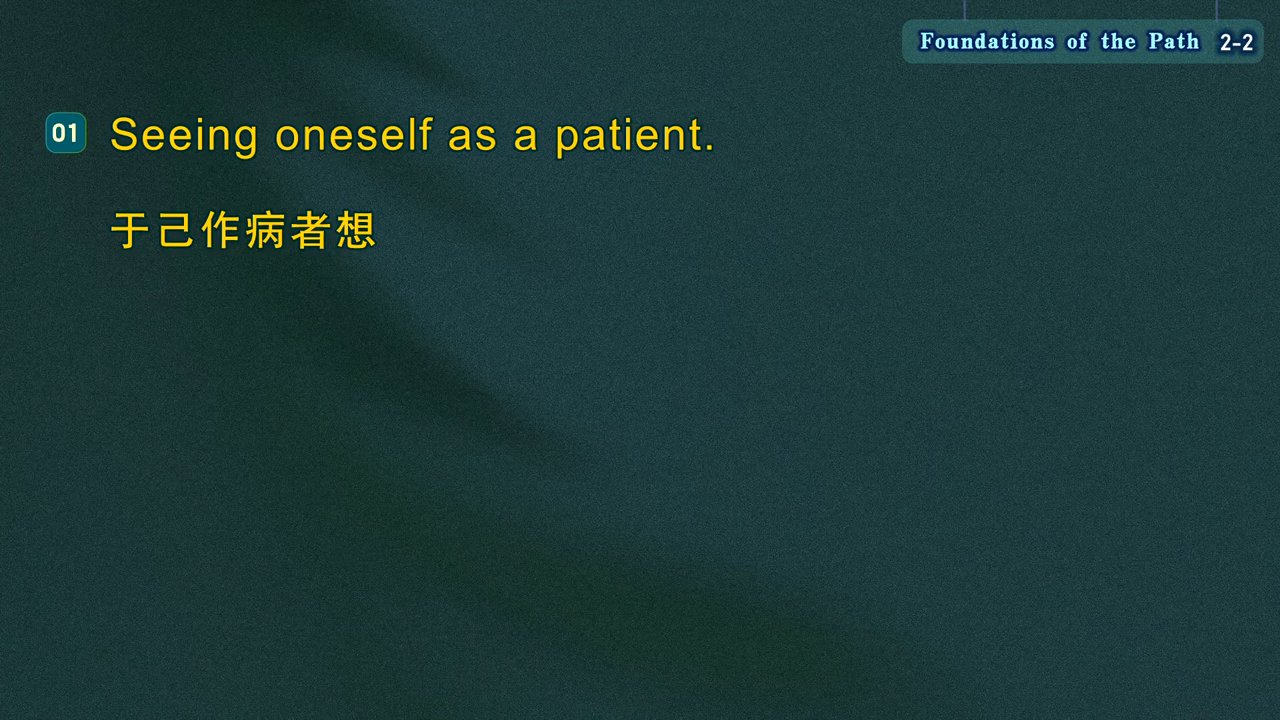 Foundations of the Path 2-2
01 Seeing oneself as a patient.
于己作病者想